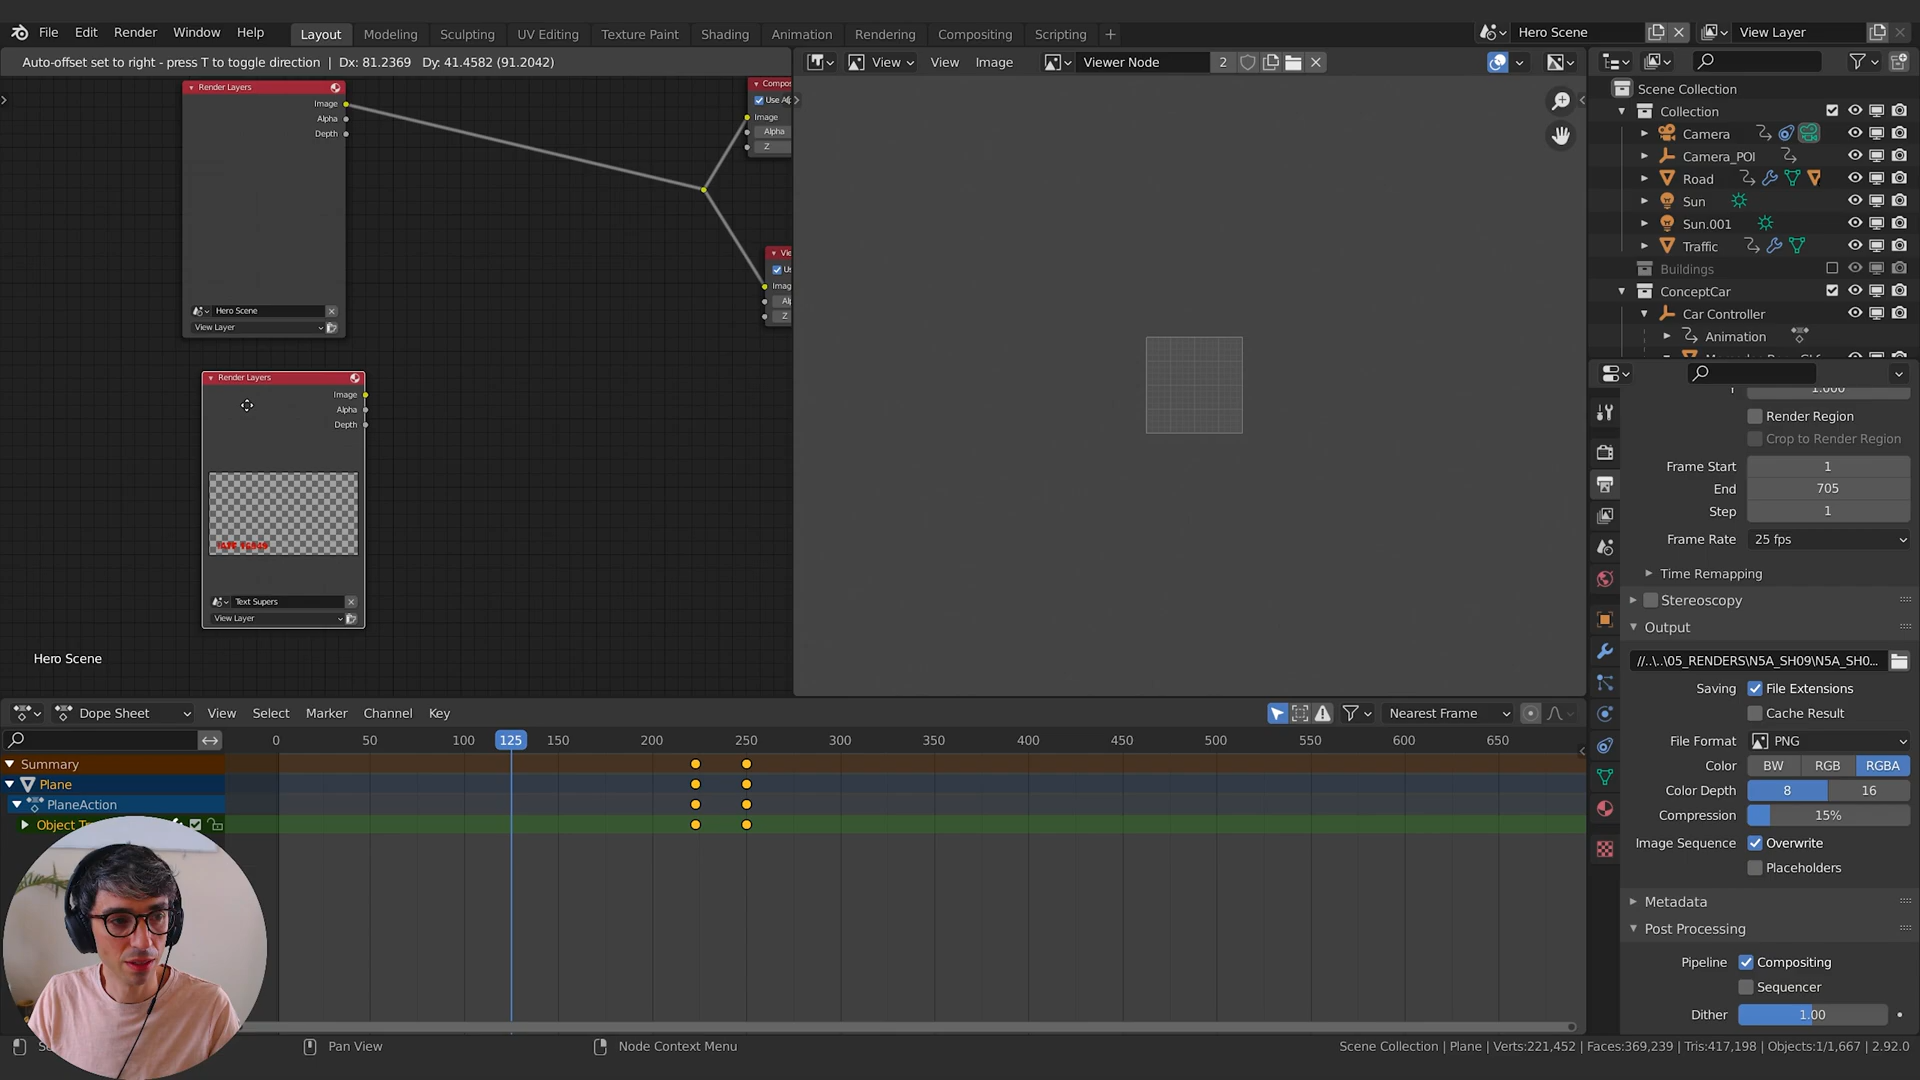 File Edit Render Window Help Layout Modeling Sculpting UV Editing Texture Paint Shading Animation Rendering Compositing Scripting + Hero Scene View Layer
Auto-offset set to right - press T to toggle direction | Dx: 81.2369 Dy: 41.4582 (91.2042)
View View Image Viewer Node 2
Render Layers
Image
Alpha
Depth
Hero Scene
View Layer
Compos
Use Al
Image
Alpha
Z
Vie
Us
Imag
Al
Z
Render Layers
Image
Alpha
Depth
Text Supers
View Layer
Hero Scene
Scene Collection
Collection
Camera
Camera_POI
Road
Sun
Sun.001
Traffic
Buildings
ConceptCar
Car Controller
Animation
Y 1.000
Render Region
Crop to Render Region
Frame Start 1
End 705
Step 1
Frame Rate 25 fps
Time Remapping
Stereoscopy
Output
//..\..\05_RENDERS\N5A_SH09\N5A_SH0...
Saving File Extensions
Cache Result
File Format PNG
Color BW RGB RGBA
Color Depth 8 16
Compression 15%
Image Sequence Overwrite
Placeholders
Metadata
Post Processing
Pipeline Compositing
Sequencer
Dither 1.00
Dope Sheet View Select Marker Channel Key Nearest Frame
0 50 100 125 150 200 250 300 350 400 450 500 550 600 650
Summary
Plane
PlaneAction
Object T
Pan View Node Context Menu
Scene Collection | Plane | Verts:221,452 | Faces:369,239 | Tris:417,198 | Objects:1/1,667 | 2.92.0